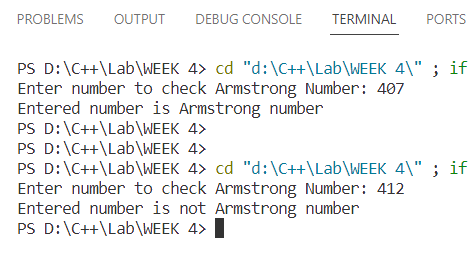 PROBLEMS OUTPUT DEBUG CONSOLE TERMINAL PORTS
PS D:\C++\Lab\WEEK 4> cd "d:\C++\Lab\WEEK 4\" ; if
Enter number to check Armstrong Number: 407
Entered number is Armstrong number
PS D:\C++\Lab\WEEK 4>
PS D:\C++\Lab\WEEK 4>
PS D:\C++\Lab\WEEK 4> cd "d:\C++\Lab\WEEK 4\" ; if
Enter number to check Armstrong Number: 412
Entered number is not Armstrong number
PS D:\C++\Lab\WEEK 4>